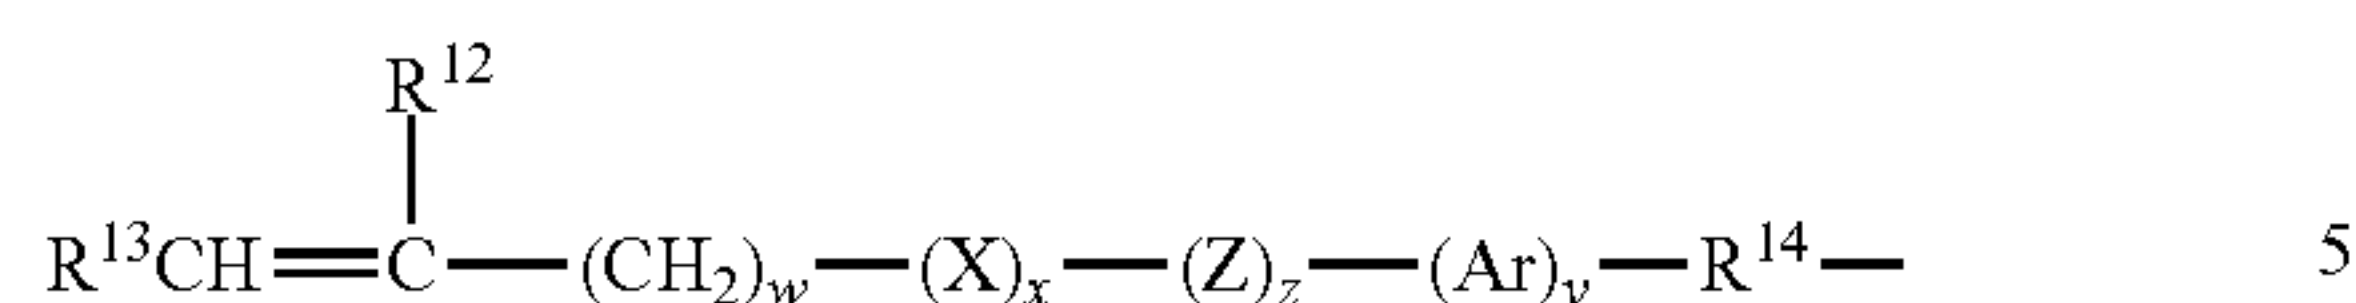 R¹²
R¹³CH=C—(CH₂)w—(X)x—(Z)z—(Ar)y—R¹⁴— 5